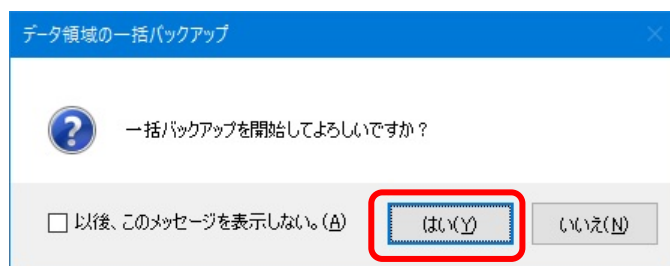 データ領域の一括バックアップ
一括バックアップを開始してよろしいですか？
以後、このメッセージを表示しない。(A)
はい(Y)
いいえ(N)